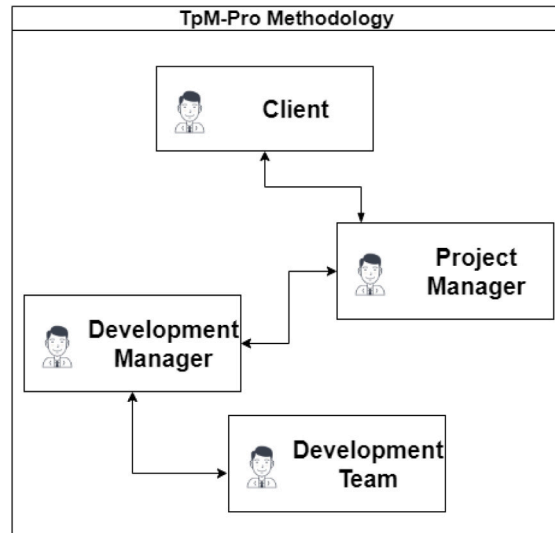 TpM-Pro Methodology
Client
Project
Manager
Development
Manager
Development
Team